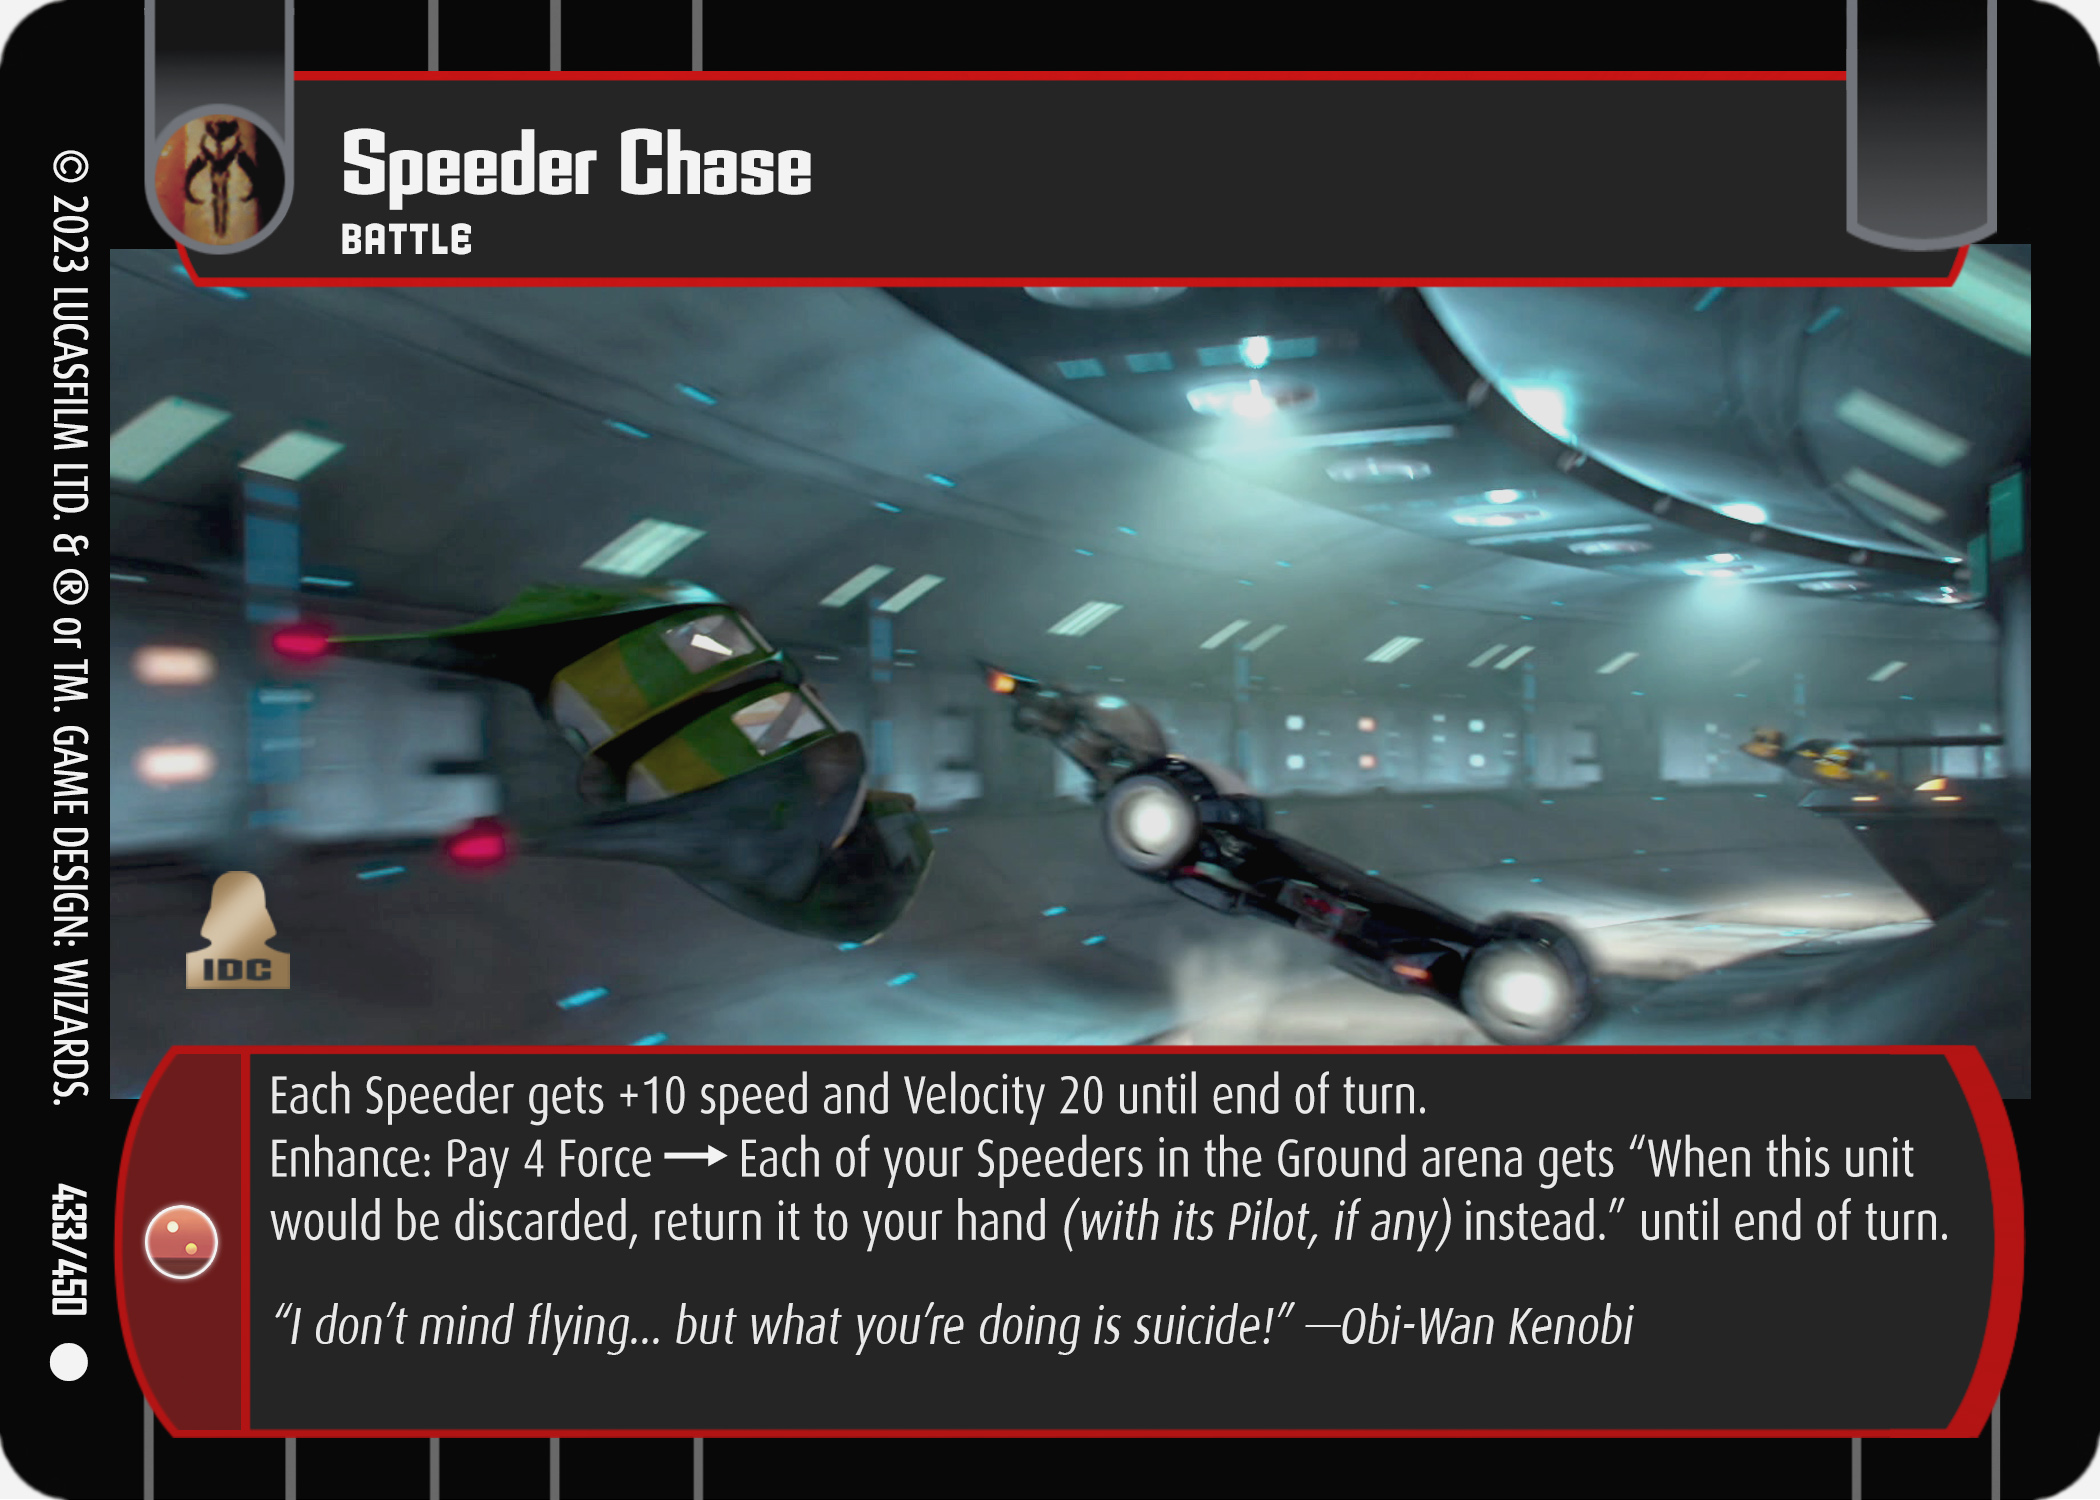 Speeder Chase
BATTLE
© 2023 LUCASFILM LTD. & ® or TM. GAME DESIGN: WIZARDS.
433/450
IDC
Each Speeder gets +10 speed and Velocity 20 until end of turn.
Enhance: Pay 4 Force → Each of your Speeders in the Ground arena gets “When this unit
would be discarded, return it to your hand (with its Pilot, if any) instead.” until end of turn.
“I don’t mind flying... but what you’re doing is suicide!” —Obi-Wan Kenobi